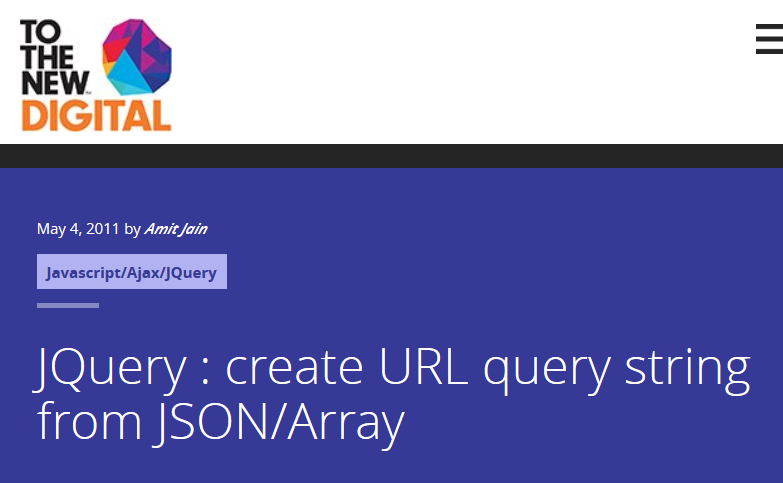 TO
THE
NEW
DIGITAL
May 4, 2011 by Amit Jain
Javascript/Ajax/JQuery
JQuery : create URL query string
from JSON/Array